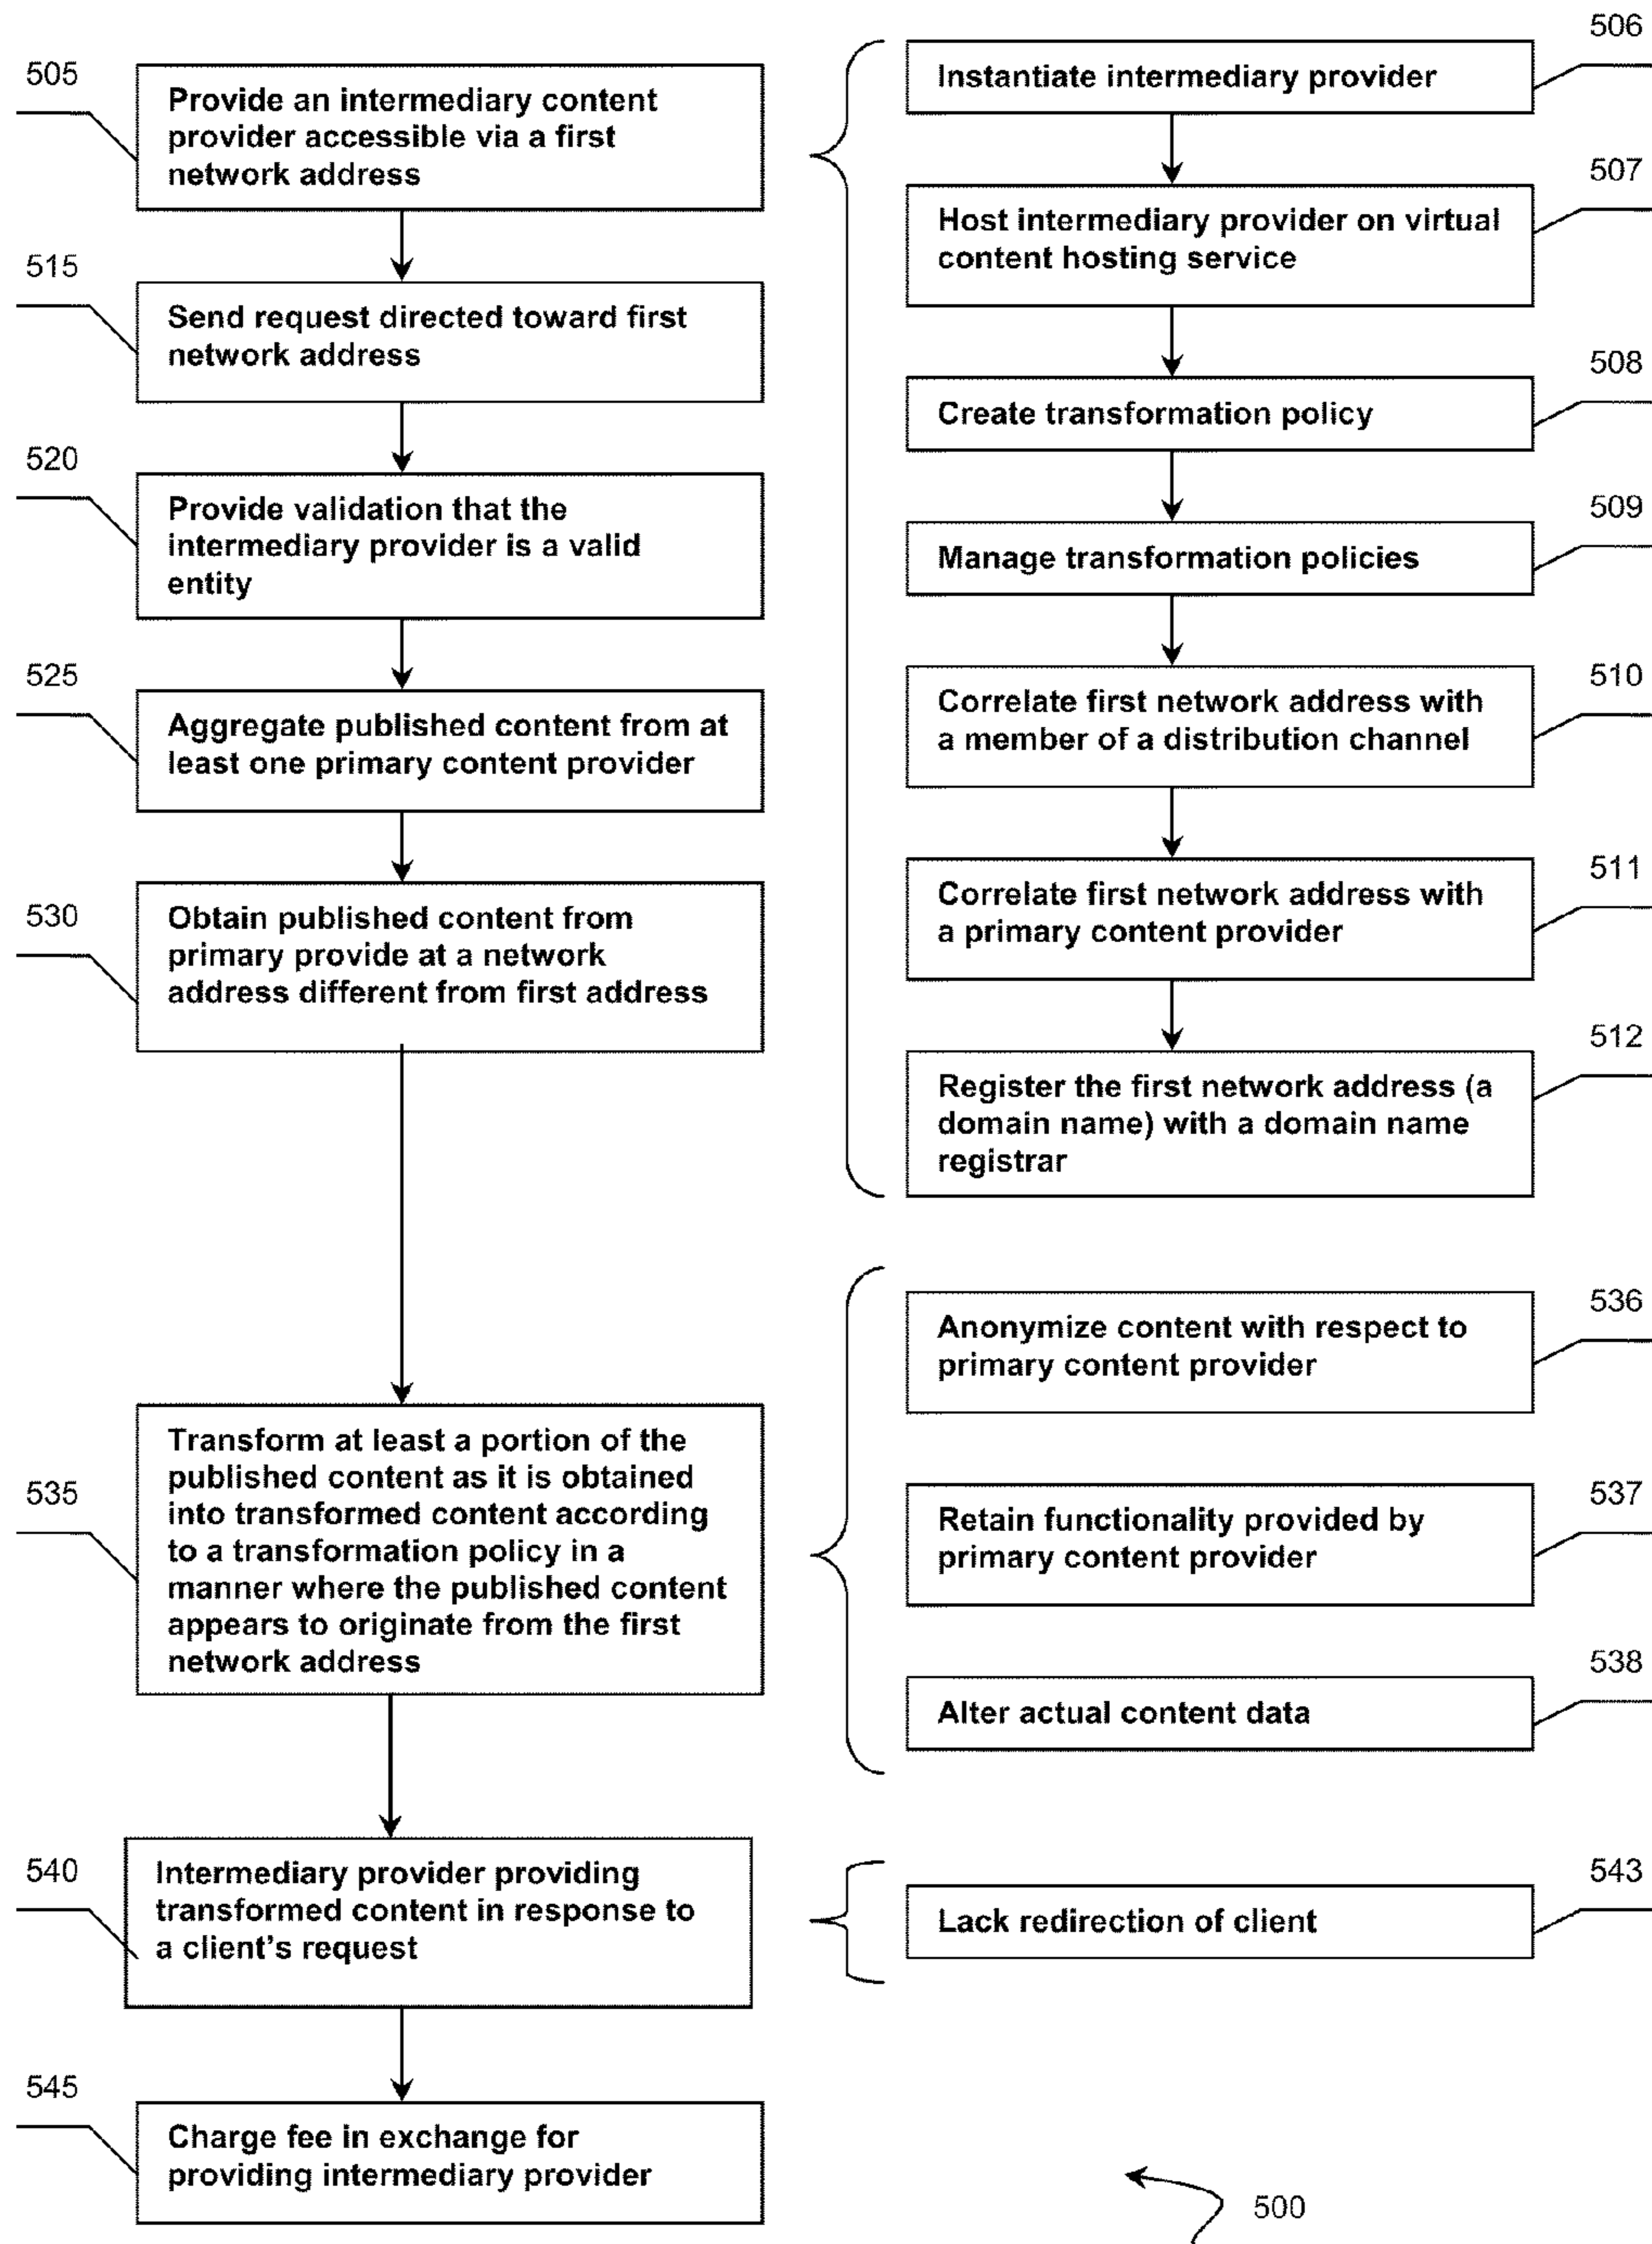 505
Provide an intermediary content
provider accessible via a first
network address
515
Send request directed toward first
network address
520
Provide validation that the
intermediary provider is a valid
entity
525
Aggregate published content from at
least one primary content provider
530
Obtain published content from
primary provide at a network
address different from first address
535
Transform at least a portion of the
published content as it is obtained
into transformed content according
to a transformation policy in a
manner where the published content
appears to originate from the first
network address
540
Intermediary provider providing
transformed content in response to
a client's request
545
Charge fee in exchange for
providing intermediary provider
506
Instantiate intermediary provider
507
Host intermediary provider on virtual
content hosting service
508
Create transformation policy
509
Manage transformation policies
510
Correlate first network address with
a member of a distribution channel
511
Correlate first network address with
a primary content provider
512
Register the first network address (a
domain name) with a domain name
registrar
536
Anonymize content with respect to
primary content provider
537
Retain functionality provided by
primary content provider
538
Alter actual content data
543
Lack redirection of client
500